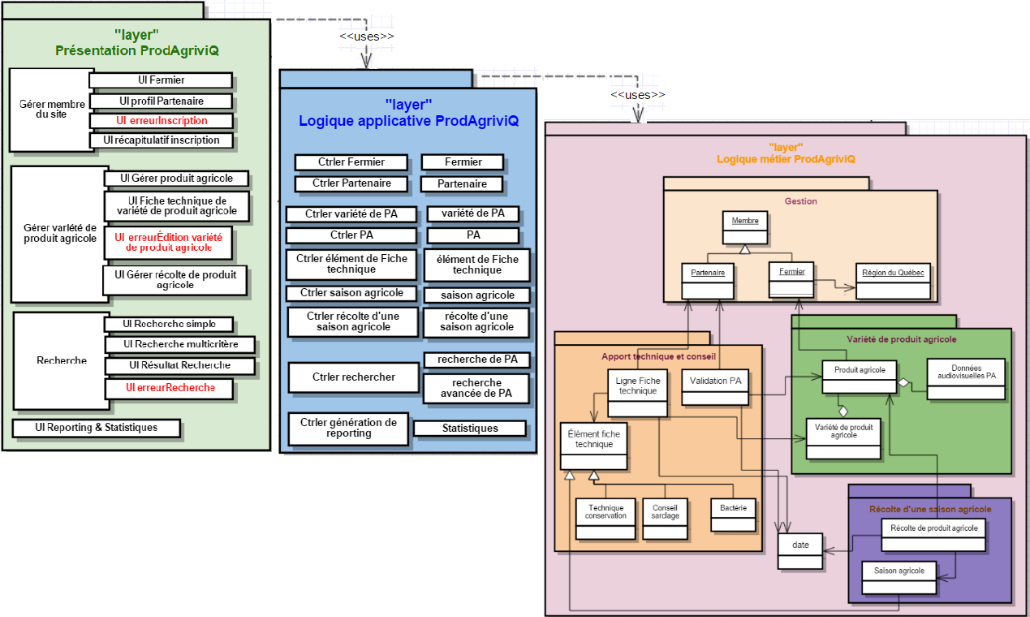 "layer"
Présentation ProdAgriviQ
Gérer membre
du site
UI Fermier
UI profil Partenaire
UI erreurInscription
UI récapitulatif inscription
Gérer variété de
produit agricole
UI Gérer produit agricole
UI Fiche technique de
variété de produit agricole
UI erreurÉdition variété
de produit agricole
UI Gérer récolte de produit
agricole
Recherche
UI Recherche simple
UI Recherche multicritère
UI Résultat Recherche
UI erreurRecherche
UI Reporting & Statistiques
<<uses>>
"layer"
Logique applicative ProdAgriviQ
Ctrler Fermier
Fermier
Ctrler Partenaire
Partenaire
Ctrler variété de PA
variété de PA
Ctrler PA
PA
Ctrler élément de Fiche
technique
élément de Fiche
technique
Ctrler saison agricole
saison agricole
Ctrler récolte d'une
saison agricole
récolte d'une
saison agricole
Ctrler rechercher
recherche de PA
recherche
avancée de PA
Ctrler génération de
reporting
Statistiques
<<uses>>
"layer"
Logique métier ProdAgriviQ
Gestion
Membre
Partenaire
Fermier
Région du Québec
Apport technique et conseil
Ligne Fiche
technique
Validation PA
Élément fiche
technique
Technique
conservation
Conseil
sardage
Bactérie
Variété de produit agricole
Produit agricole
Données
audiovisuelles PA
Variété de produit
agricole
Récolte d'une saison agricole
Récolte de produit agricole
Saison agricole
date